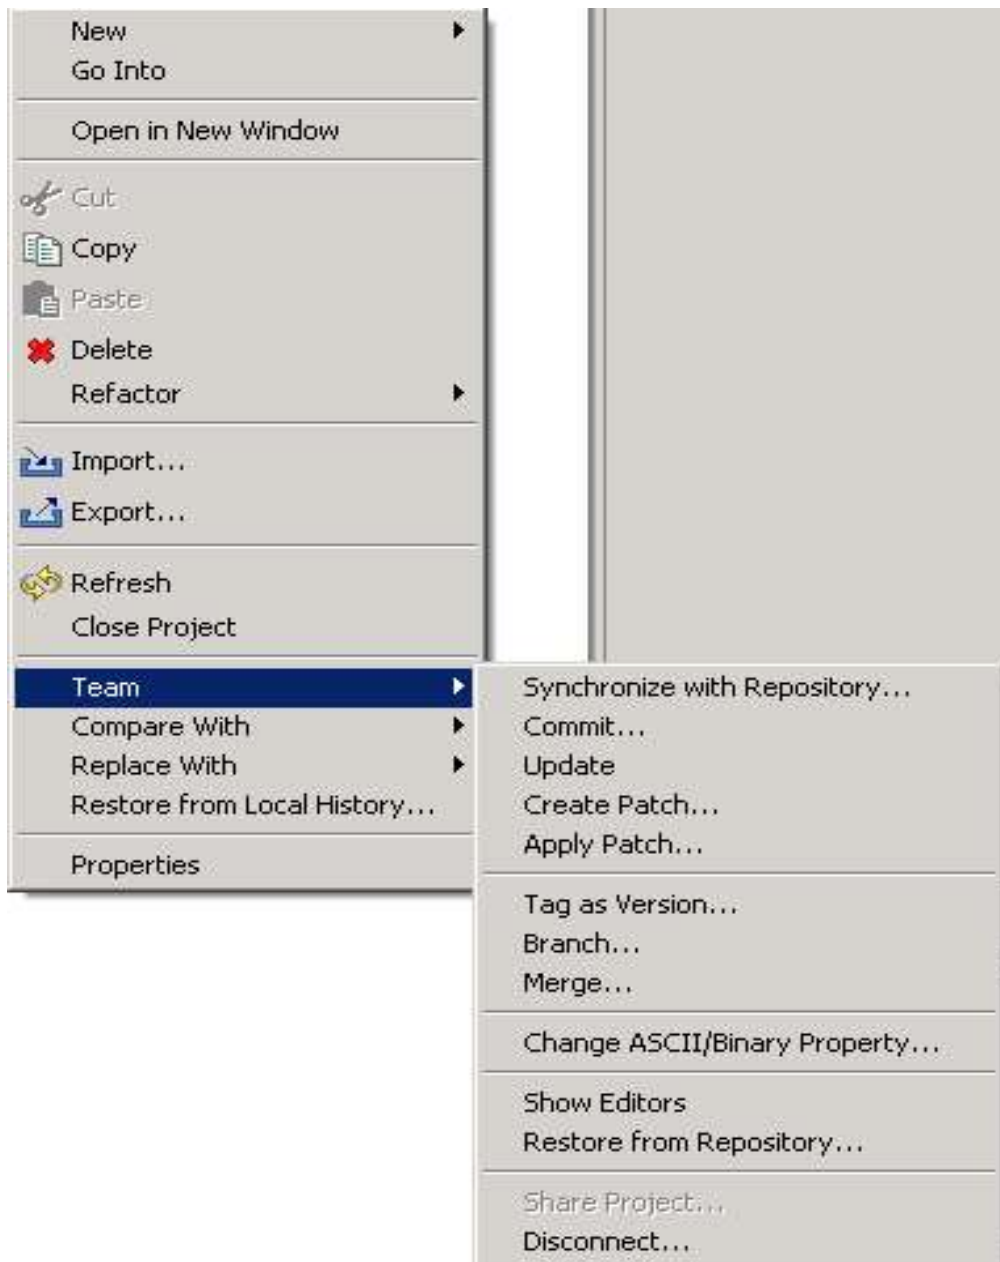 New
Go Into
Open in New Window
Cut
Copy
Paste
Delete
Refactor
Import...
Export...
Refresh
Close Project
Team
Compare With
Replace With
Restore from Local History...
Properties
Synchronize with Repository...
Commit...
Update
Create Patch...
Apply Patch...
Tag as Version...
Branch...
Merge...
Change ASCII/Binary Property...
Show Editors
Restore from Repository...
Share Project...
Disconnect...